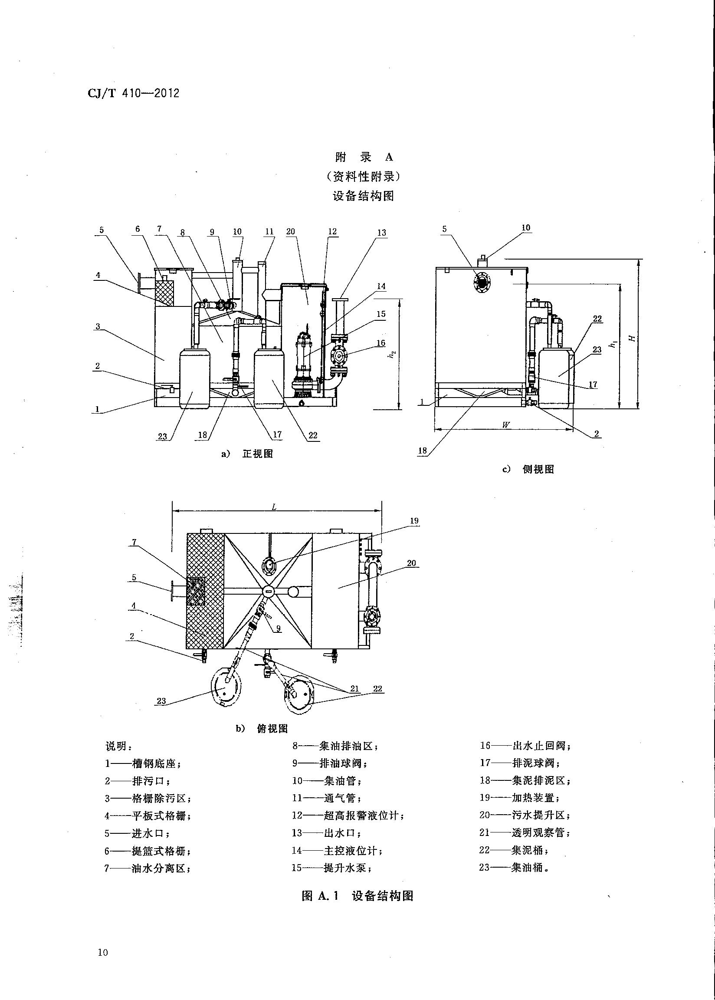 CJ/T 410—2012
附 录 A
（资料性附录）
设备结构图
5 6 7 8 9 10 11 20 12 13
4 14
15
3 16
2
1
h2
23 18 17 22
a) 正视图
5 10
22
23
17
1
h1 H
W
2
18
c) 侧视图
L
19
7
20
5
4
9
2
21 22
23
b) 俯视图
说明：
1——槽钢底座；
2——排污口；
3——格栅除污区；
4——平板式格栅；
5——进水口；
6——提篮式格栅；
7——油水分离区；
8——集油排油区；
9——排油球阀；
10——集油管；
11——通气管；
12——超高报警液位计；
13——出水口；
14——主控液位计；
15——提升水泵；
16——出水止回阀；
17——排泥球阀；
18——集泥排泥区；
19——加热装置；
20——污水提升区；
21——透明观察管；
22——集泥桶；
23——集油桶。
图 A.1 设备结构图
10